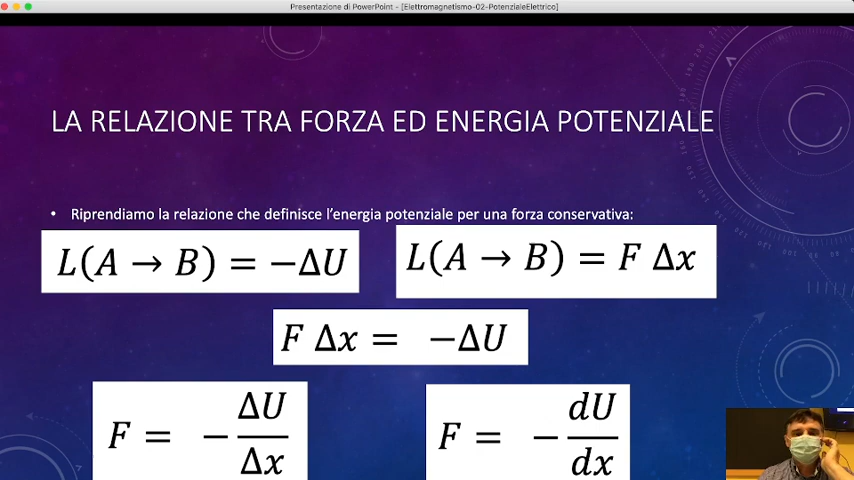 Presentazione di PowerPoint - [Elettromagnetismo-02-PotenzialeElettrico]
LA RELAZIONE TRA FORZA ED ENERGIA POTENZIALE
• Riprendiamo la relazione che definisce l'energia potenziale per una forza conservativa:
L(A → B) = −ΔU
L(A → B) = F Δx
F Δx = −ΔU
F = − ΔU/Δx
F = − dU/dx